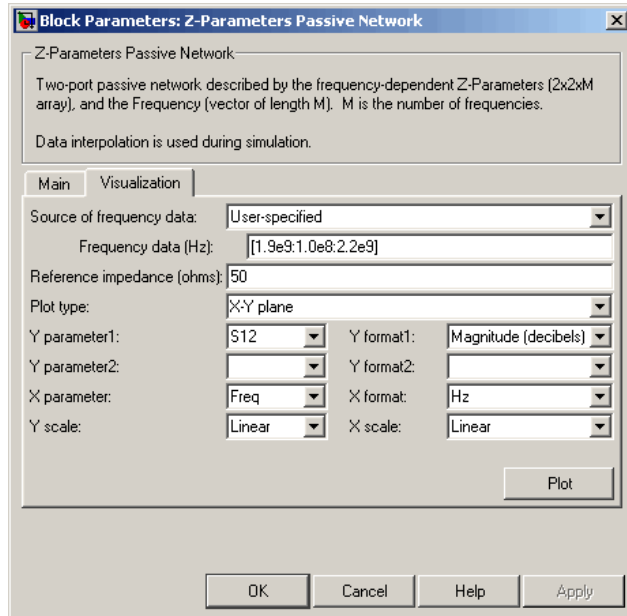 Block Parameters: Z-Parameters Passive Network
Z-Parameters Passive Network
Two-port passive network described by the frequency-dependent Z-Parameters (2x2xM
array), and the Frequency (vector of length M). M is the number of frequencies.
Data interpolation is used during simulation.
Main Visualization
Source of frequency data: User-specified
Frequency data (Hz): [1.9e9:1.0e8:2.2e9]
Reference impedance (ohms): 50
Plot type: X-Y plane
Y parameter1: S12 Y format1: Magnitude (decibels)
Y parameter2: Y format2:
X parameter: Freq X format: Hz
Y scale: Linear X scale: Linear
Plot
OK Cancel Help Apply